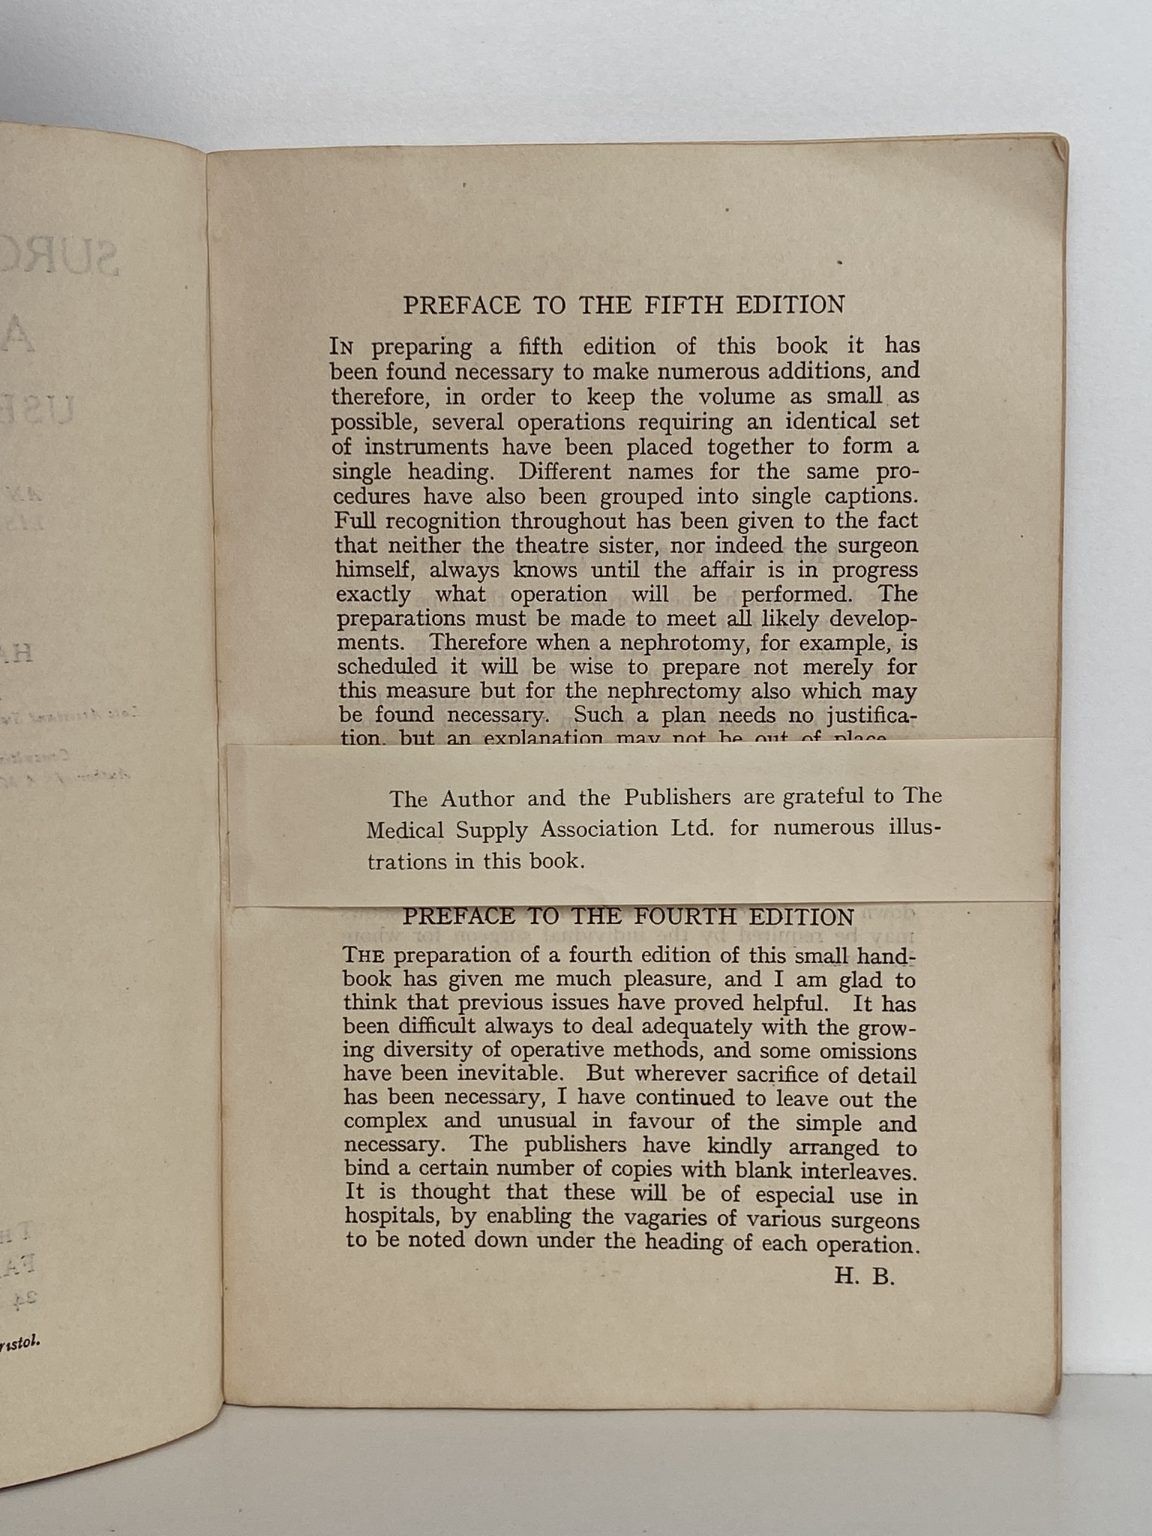 PREFACE TO THE FIFTH EDITION
IN preparing a fifth edition of this book it has
been found necessary to make numerous additions, and
therefore, in order to keep the volume as small as
possible, several operations requiring an identical set
of instruments have been placed together to form a
single heading. Different names for the same pro-
cedures have also been grouped into single captions.
Full recognition throughout has been given to the fact
that neither the theatre sister, nor indeed the surgeon
himself, always knows until the affair is in progress
exactly what operation will be performed. The
preparations must be made to meet all likely develop-
ments. Therefore when a nephrotomy, for example, is
scheduled it will be wise to prepare not merely for
this measure but for the nephrectomy also which may
be found necessary. Such a plan needs no justifica-
tion, but an explanation may not be out of place.
The Author and the Publishers are grateful to The
Medical Supply Association Ltd. for numerous illus-
trations in this book.
PREFACE TO THE FOURTH EDITION
THE preparation of a fourth edition of this small hand-
book has given me much pleasure, and I am glad to
think that previous issues have proved helpful. It has
been difficult always to deal adequately with the grow-
ing diversity of operative methods, and some omissions
have been inevitable. But wherever sacrifice of detail
has been necessary, I have continued to leave out the
complex and unusual in favour of the simple and
necessary. The publishers have kindly arranged to
bind a certain number of copies with blank interleaves.
It is thought that these will be of especial use in
hospitals, by enabling the vagaries of various surgeons
to be noted down under the heading of each operation.
H. B.